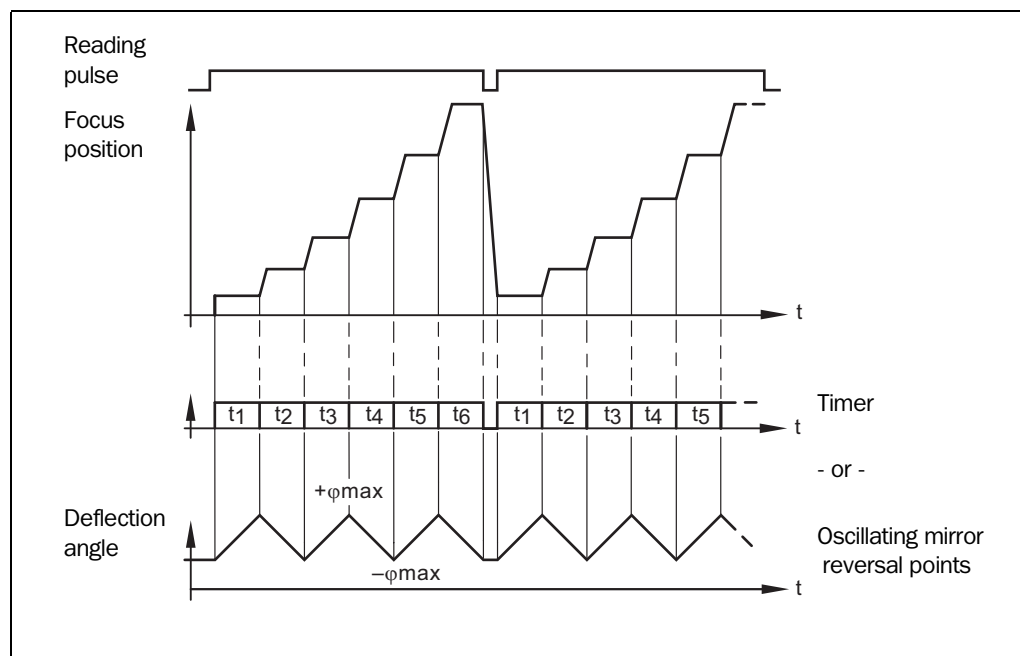 Reading
pulse
Focus
position
t
t1 t2 t3 t4 t5 t6 t1 t2 t3 t4 t5
t
Timer
- or -
+φmax
Deflection
angle
Oscillating mirror
reversal points
–φmax
t